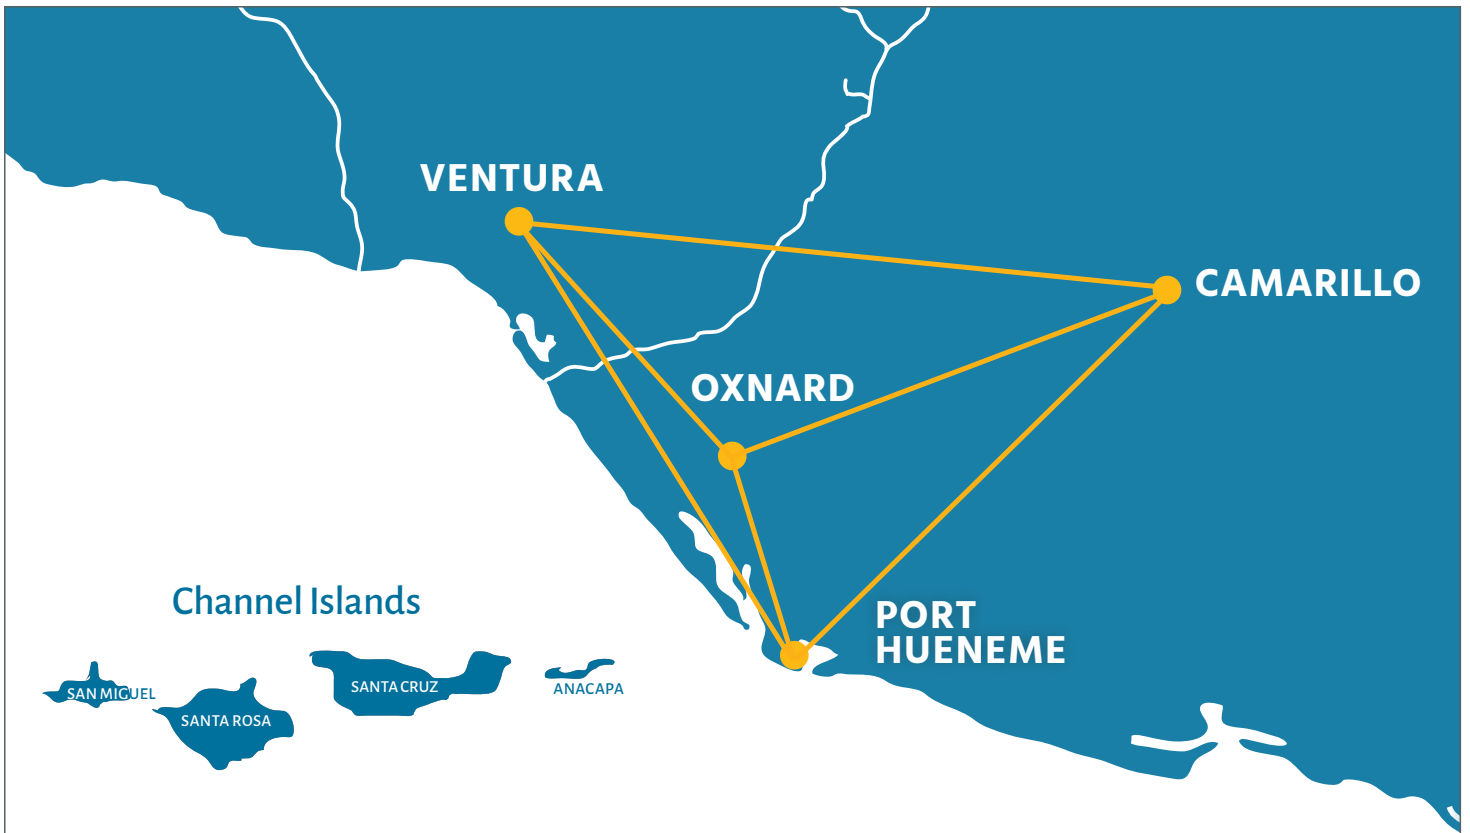 VENTURA
CAMARILLO
OXNARD
Channel Islands
PORT
HUENEME
SAN MIGUEL
SANTA ROSA
SANTA CRUZ
ANACAPA